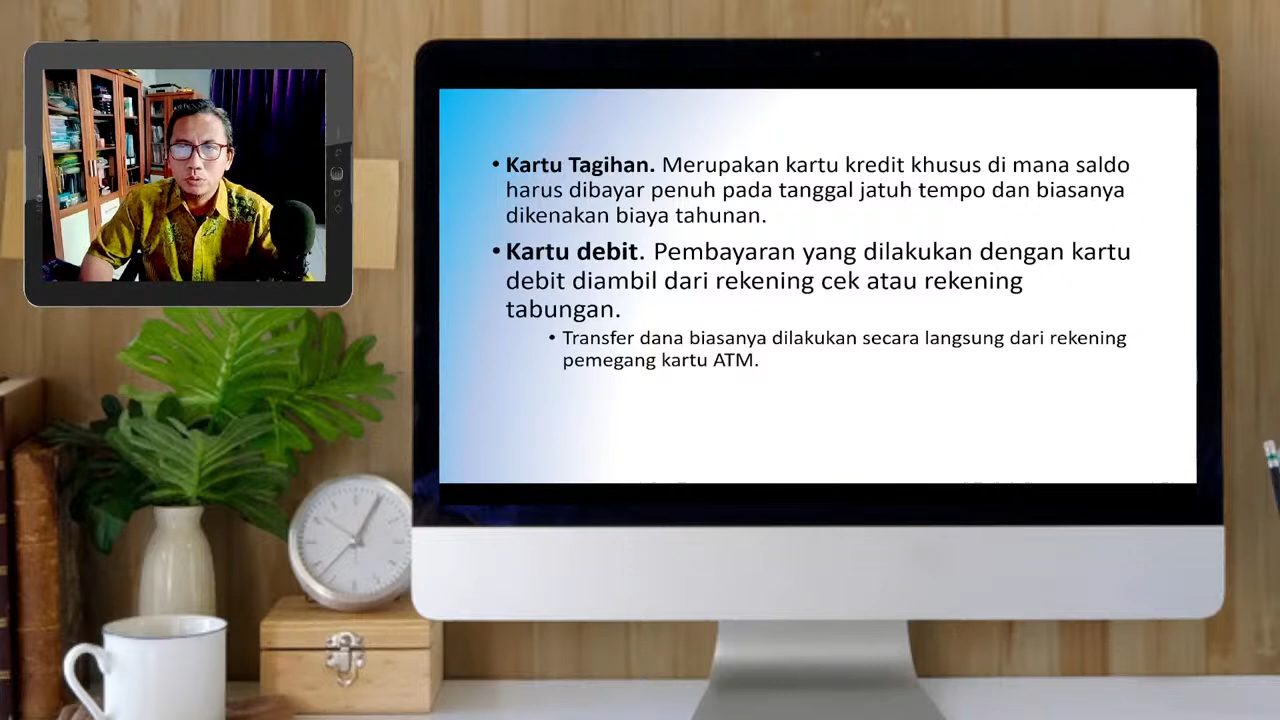 • Kartu Tagihan. Merupakan kartu kredit khusus di mana saldo
harus dibayar penuh pada tanggal jatuh tempo dan biasanya
dikenakan biaya tahunan.
• Kartu debit. Pembayaran yang dilakukan dengan kartu
debit diambil dari rekening cek atau rekening
tabungan.
• Transfer dana biasanya dilakukan secara langsung dari rekening
pemegang kartu ATM.